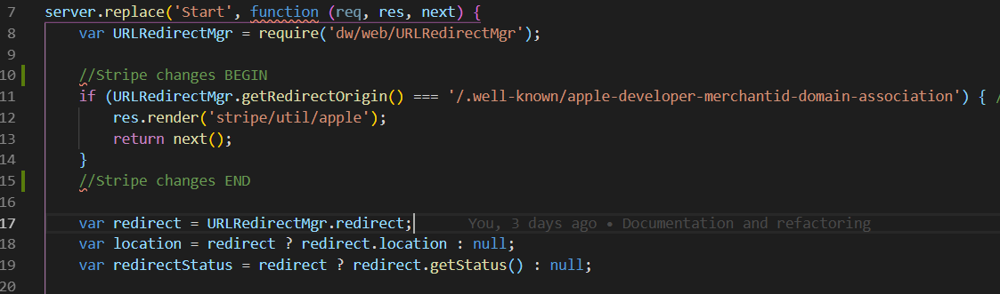 7 server.replace('Start', function (req, res, next) {
8 var URLRedirectMgr = require('dw/web/URLRedirectMgr');
9
10 //Stripe changes BEGIN
11 if (URLRedirectMgr.getRedirectOrigin() === '/.well-known/apple-developer-merchantid-domain-association') { /
12 res.render('stripe/util/apple');
13 return next();
14 }
15 //Stripe changes END
16
17 var redirect = URLRedirectMgr.redirect; You, 3 days ago • Documentation and refactoring
18 var location = redirect ? redirect.location : null;
19 var redirectStatus = redirect ? redirect.getStatus() : null;
20